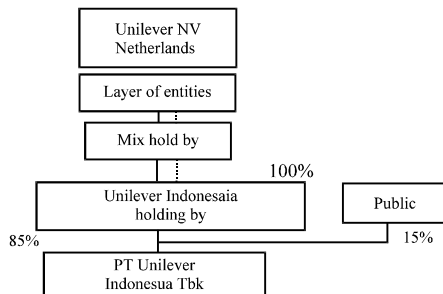 Unilever NV
Netherlands
Layer of entities
Mix hold by
100%
Unilever Indonesaia
holding by
Public
85%
15%
PT Unilever
Indonesua Tbk